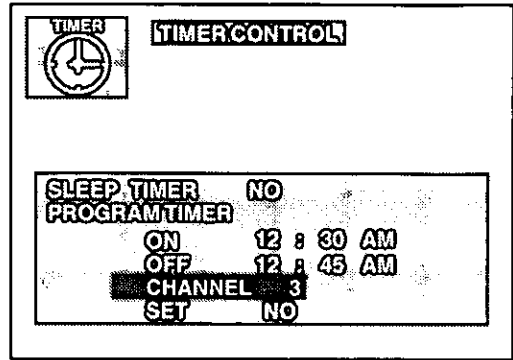 TIMER
TIMER CONTROL
SLEEP TIMER NO
PROGRAM TIMER
ON 12 : 30 AM
OFF 12 : 45 AM
CHANNEL 3
SET NO